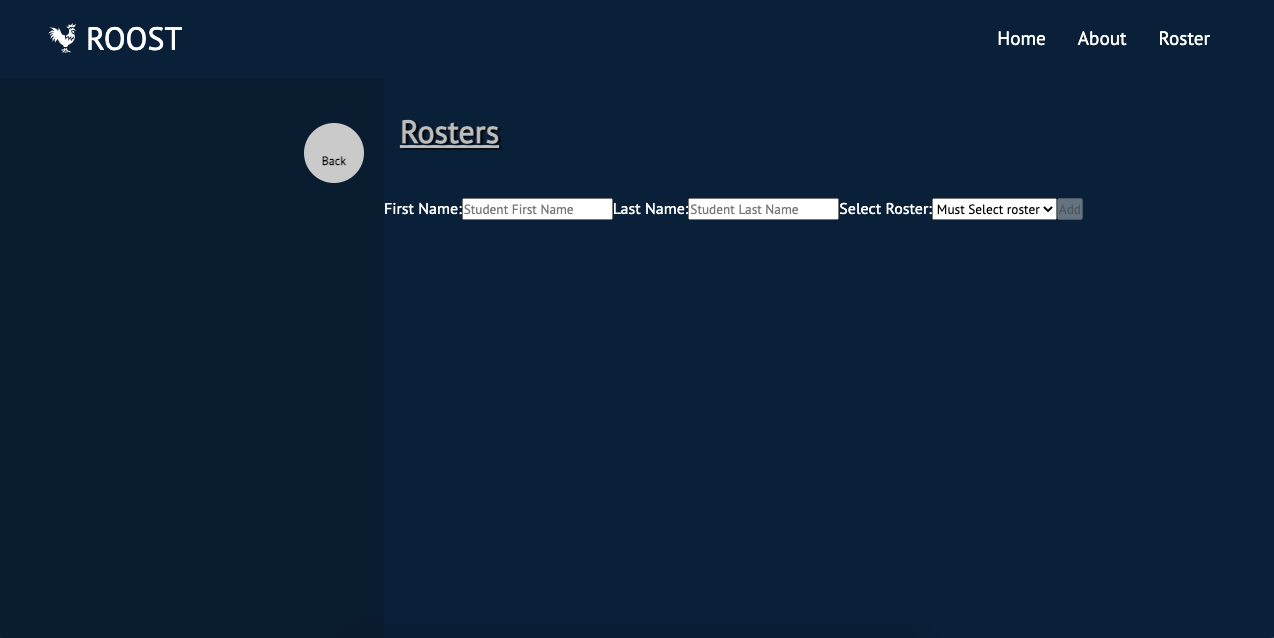 ROOST Home About Roster
Rosters
Back
First Name: Student First Name Last Name: Student Last Name Select Roster: Must Select roster Add